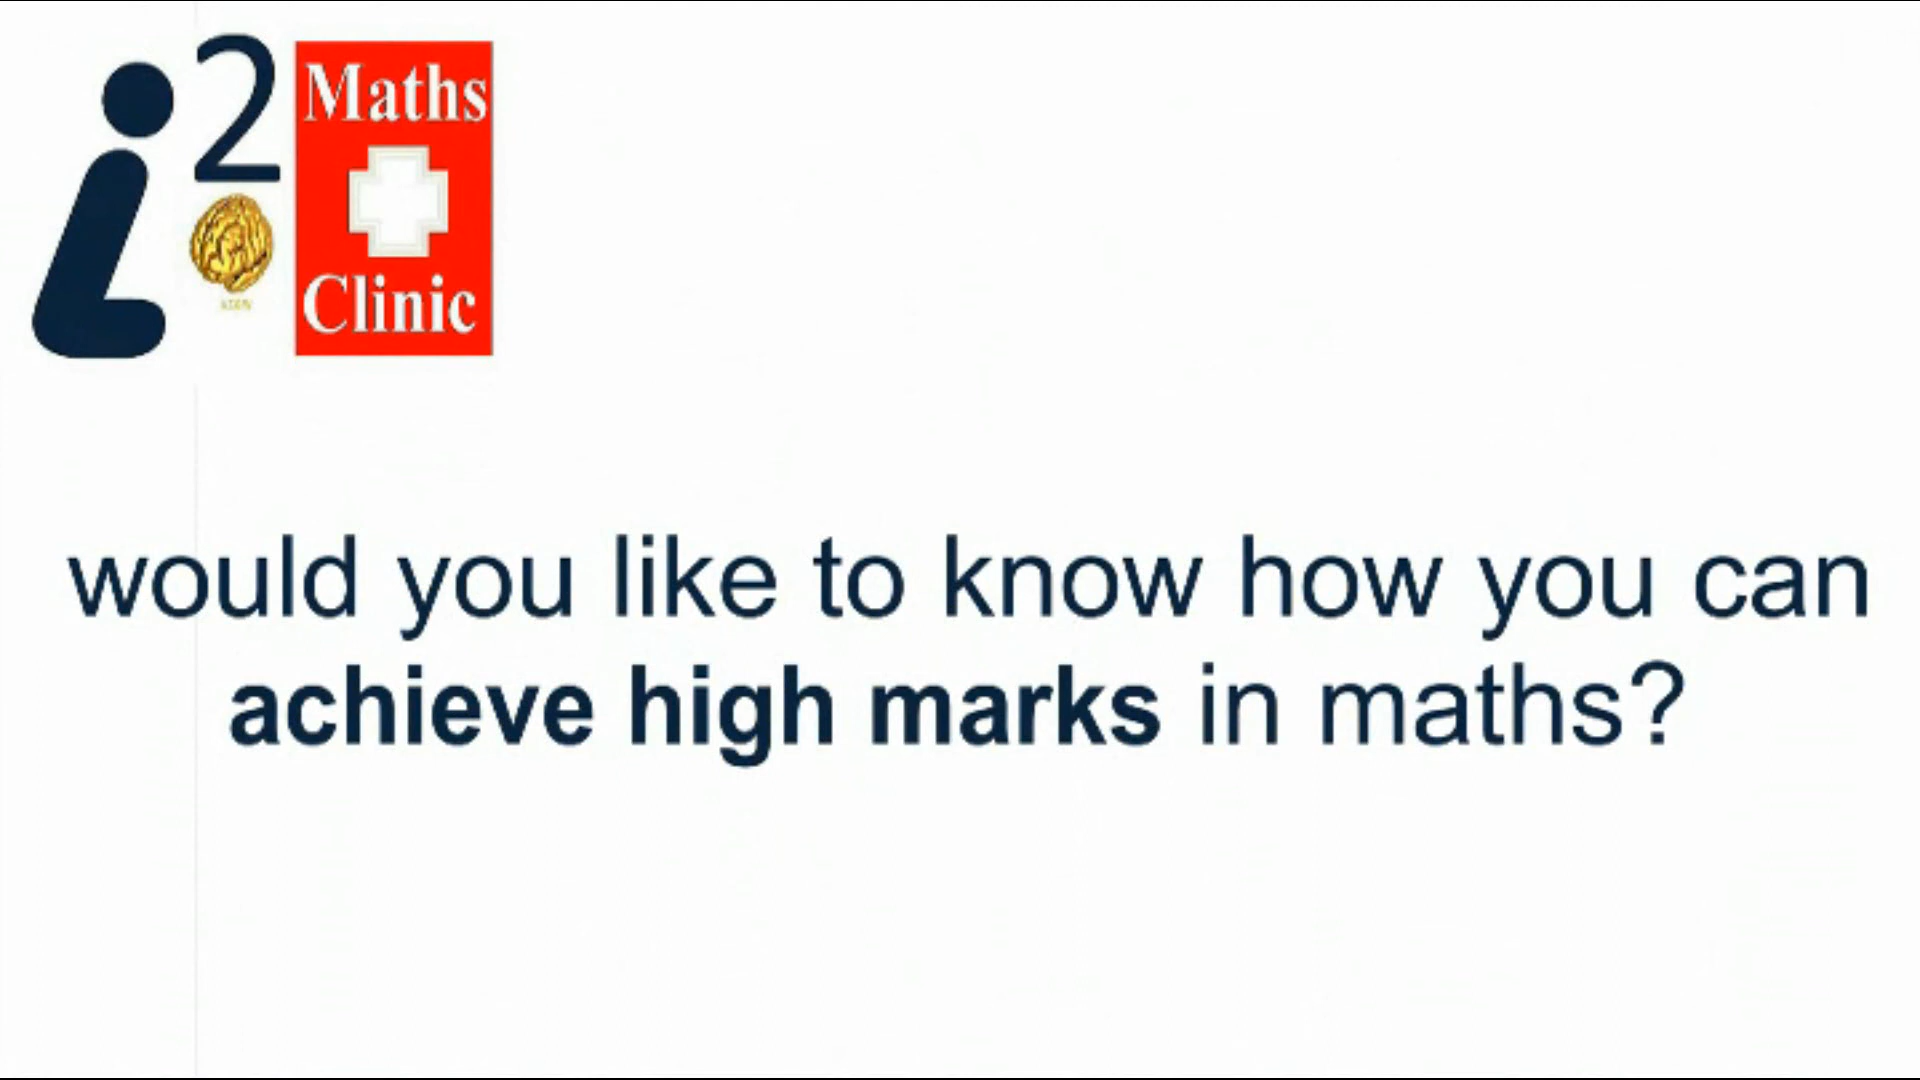 i2
Maths
Clinic
would you like to know how you can
achieve high marks in maths?